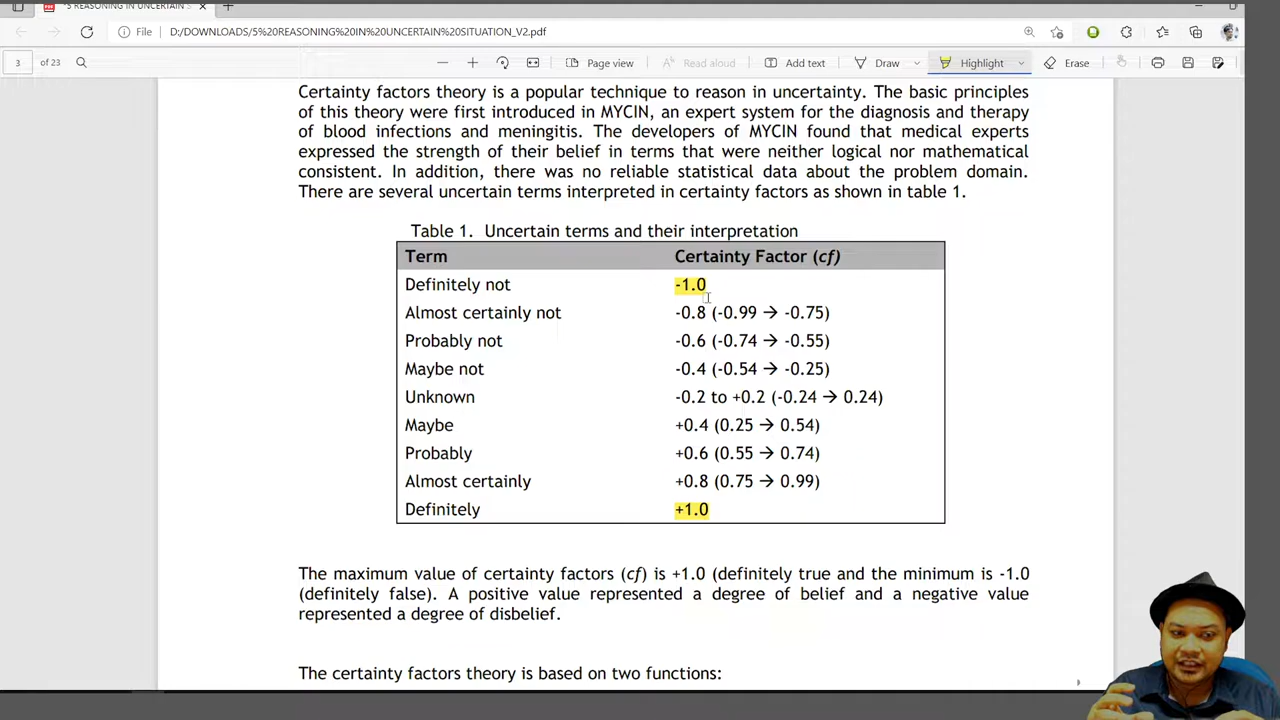 *5 REASONING IN UNCERTAIN S
File D:/DOWNLOADS/5%20REASONING%20IN%20UNCERTAIN%20SITUATION_V2.pdf
3 of 23 Page view Read aloud Add text Draw Highlight Erase
Certainty factors theory is a popular technique to reason in uncertainty. The basic principles
of this theory were first introduced in MYCIN, an expert system for the diagnosis and therapy
of blood infections and meningitis. The developers of MYCIN found that medical experts
expressed the strength of their belief in terms that were neither logical nor mathematical
consistent. In addition, there was no reliable statistical data about the problem domain.
There are several uncertain terms interpreted in certainty factors as shown in table 1.
Table 1. Uncertain terms and their interpretation
Term Certainty Factor (cf)
Definitely not -1.0
Almost certainly not -0.8 (-0.99 → -0.75)
Probably not -0.6 (-0.74 → -0.55)
Maybe not -0.4 (-0.54 → -0.25)
Unknown -0.2 to +0.2 (-0.24 → 0.24)
Maybe +0.4 (0.25 → 0.54)
Probably +0.6 (0.55 → 0.74)
Almost certainly +0.8 (0.75 → 0.99)
Definitely +1.0
The maximum value of certainty factors (cf) is +1.0 (definitely true and the minimum is -1.0
(definitely false). A positive value represented a degree of belief and a negative value
represented a degree of disbelief.
The certainty factors theory is based on two functions: